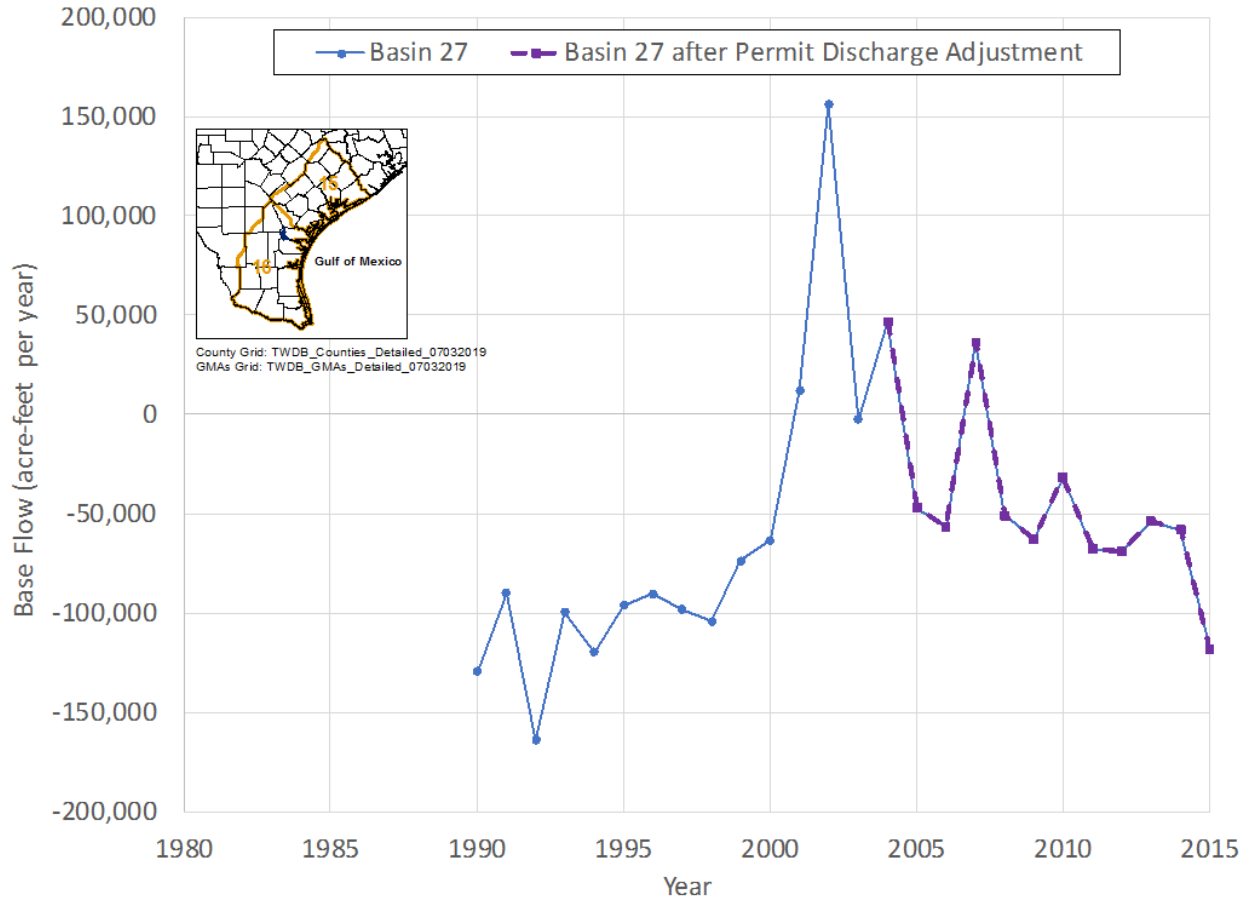 Basin 27
Basin 27 after Permit Discharge Adjustment
200,000
150,000
100,000
50,000
0
-50,000
-100,000
-150,000
-200,000
Base Flow (acre-feet per year)
15
16
Gulf of Mexico
County Grid: TWDB_Counties_Detailed_07032019
GMAs Grid: TWDB_GMAs_Detailed_07032019
1980
1985
1990
1995
2000
2005
2010
2015
Year